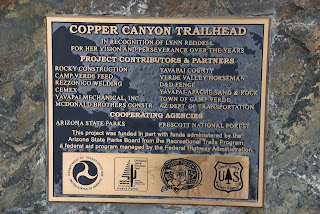 COPPER CANYON TRAILHEAD
IN RECOGNITION OF LYNN REDDELL
FOR HER VISION AND PERSEVERANCE OVER THE YEARS
PROJECT CONTRIBUTORS & PARTNERS
ROCKY CONSTRUCTION YAVAPAI COUNTY
CAMP VERDE FEED VERDE VALLEY HORSEMAN
REZZONICO WELDING D&D FENCE
CEMEX YAVAPAI-APACHE SAND & ROCK
YAVAPAI MECHANICAL, INC TOWN OF CAMP VERDE
MCDONALD BROTHERS CONSTR. AZ DEPT. OF TRANSPORTATION
COOPERATING AGENCIES
ARIZONA STATE PARKS PRESCOTT NATIONAL FOREST
This project was funded in part with funds administered by the
Arizona State Parks Board from the Recreational Trails Program,
a federal aid program managed by the Federal Highway Administration
UAS